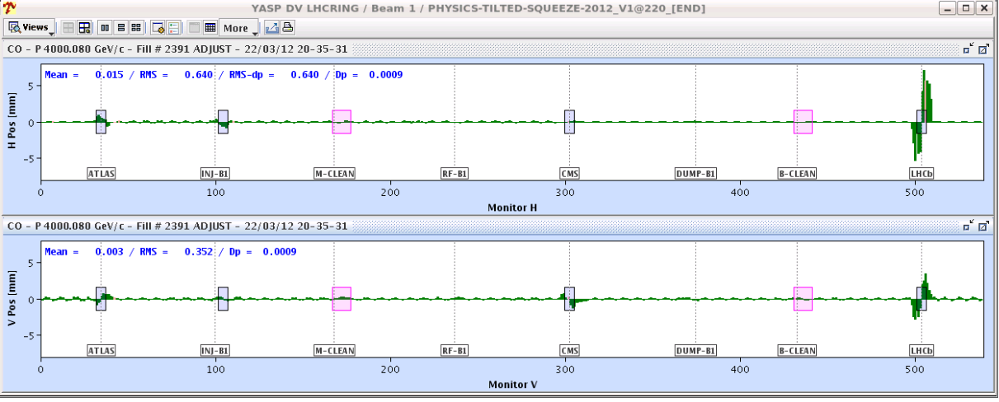 YASP DV LHCRING / Beam 1 / PHYSICS-TILTED-SQUEEZE-2012_V1@220_[END]
Views More
CO - P 4000.080 GeV/c - Fill # 2391 ADJUST - 22/03/12 20-35-31
Mean = 0.015 / RMS = 0.640 / RMS-dp = 0.640 / Dp = 0.0009
H Pos [mm]
5
0
-5
ATLAS INJ-B1 M-CLEAN RF-B1 CMS DUMP-B1 B-CLEAN LHCb
0 100 200 300 400 500
Monitor H
CO - P 4000.080 GeV/c - Fill # 2391 ADJUST - 22/03/12 20-35-31
Mean = 0.003 / RMS = 0.352 / Dp = 0.0009
V Pos [mm]
5
0
-5
ATLAS INJ-B1 M-CLEAN RF-B1 CMS DUMP-B1 B-CLEAN LHCb
0 100 200 300 400 500
Monitor V